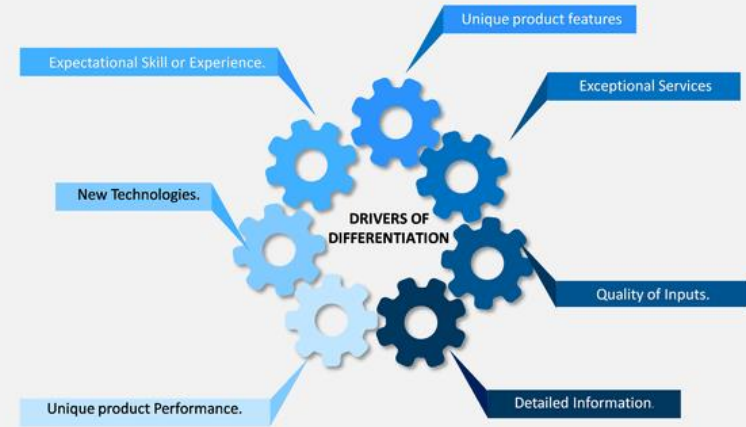 Unique product features
Expectational Skill or Experience.
Exceptional Services
New Technologies.
DRIVERS OF
DIFFERENTIATION
Quality of Inputs.
Unique product Performance.
Detailed Information.